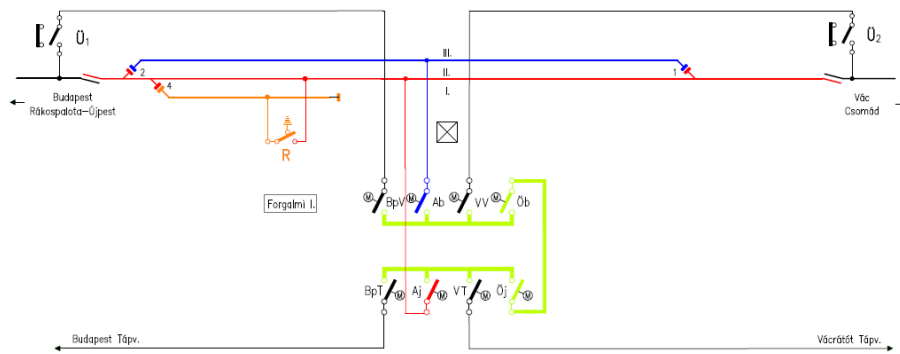 Ü1
Ü2
III.
II.
I.
2
4
1
Budapest
Rákospalota-Újpest
Vác
Csomád
R
Forgalmi I.
M BpV M Ab M VV M Öb
BpT M Aj M VT M Öj M
Budapest Tápv.
Vácrátót Tápv.